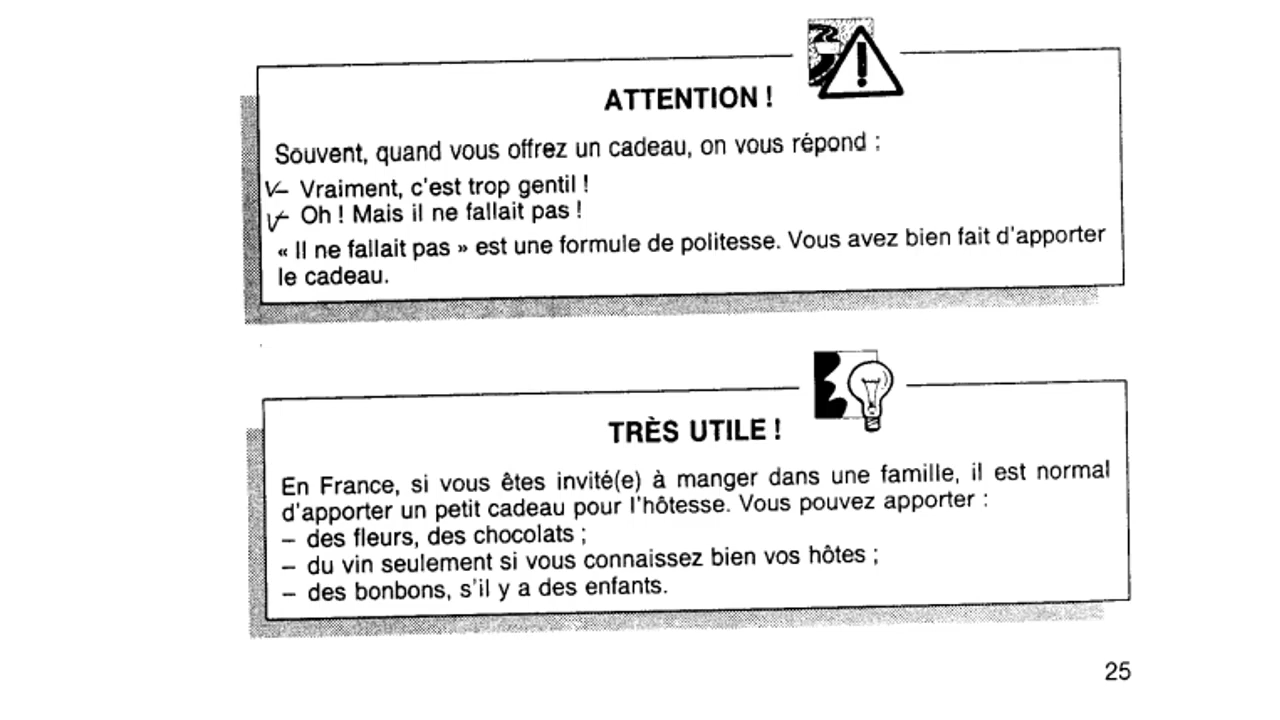 ATTENTION !
Souvent, quand vous offrez un cadeau, on vous répond :
– Vraiment, c'est trop gentil !
– Oh ! Mais il ne fallait pas !
« Il ne fallait pas » est une formule de politesse. Vous avez bien fait d'apporter
le cadeau.
TRÈS UTILE !
En France, si vous êtes invité(e) à manger dans une famille, il est normal
d'apporter un petit cadeau pour l'hôtesse. Vous pouvez apporter :
– des fleurs, des chocolats ;
– du vin seulement si vous connaissez bien vos hôtes ;
– des bonbons, s'il y a des enfants.
25